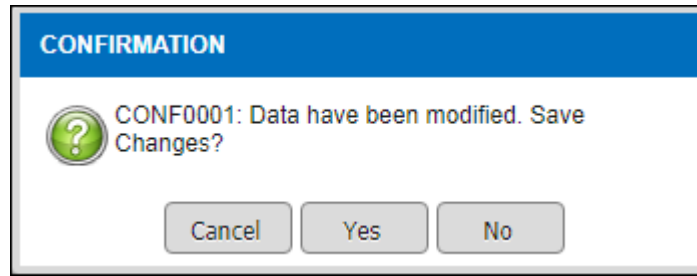 CONFIRMATION
CONF0001: Data have been modified. Save
Changes?
Cancel Yes No